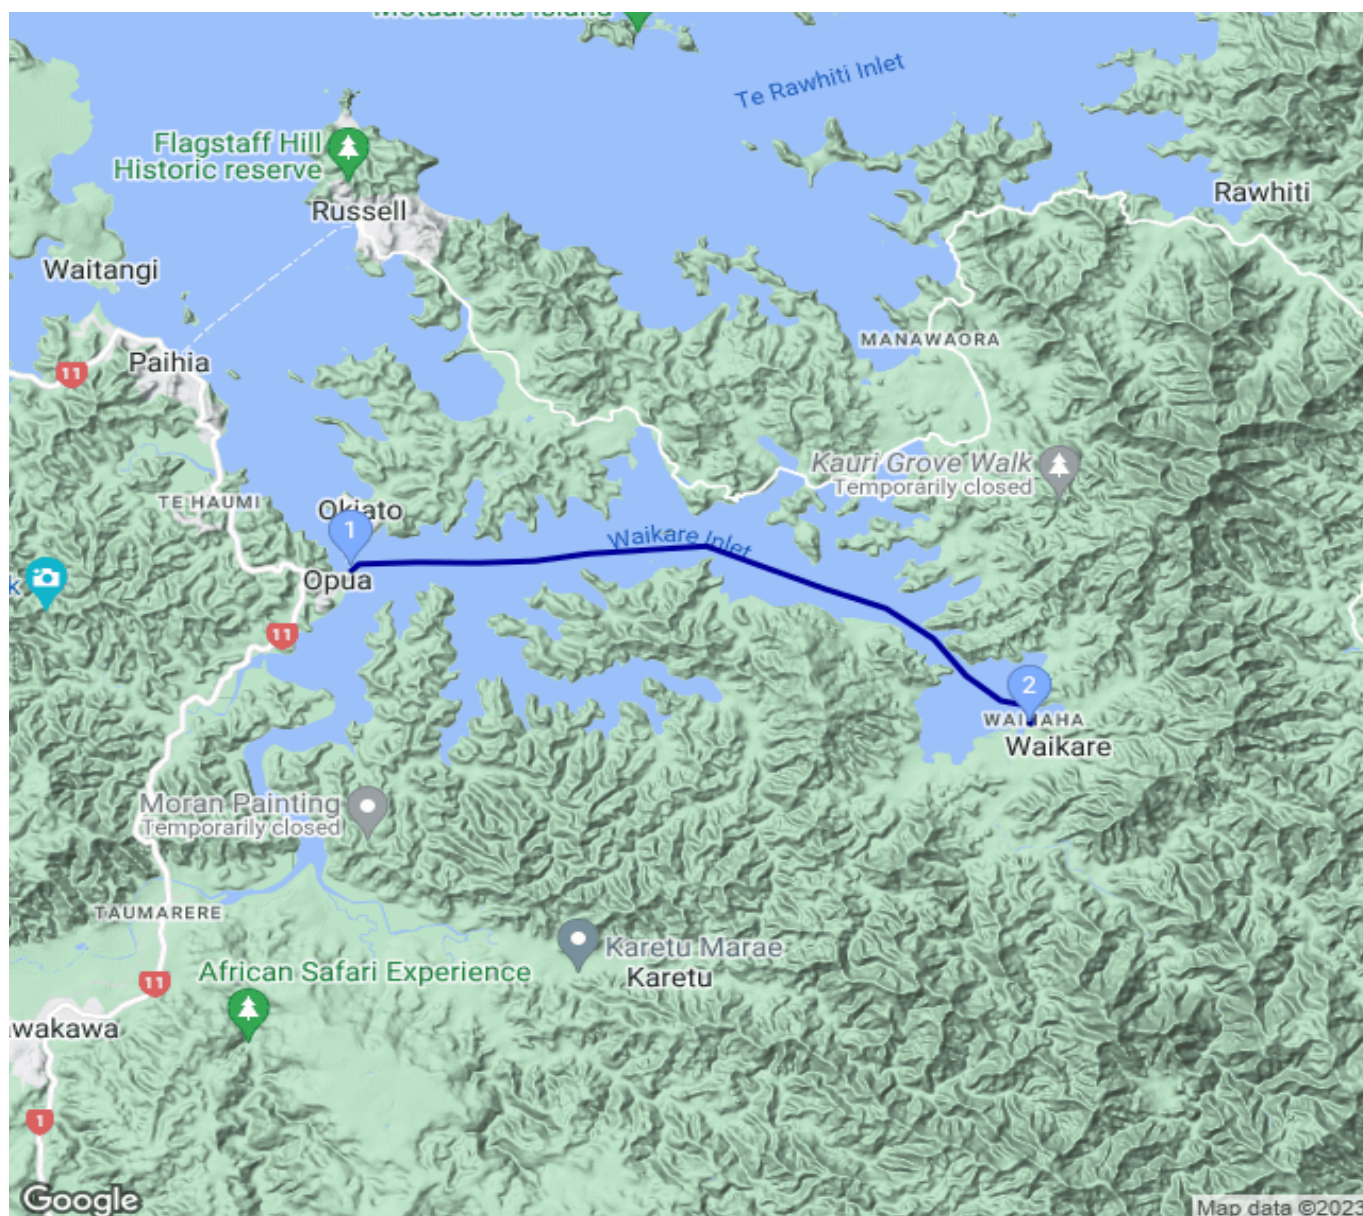 Te Rawhiti Inlet
Flagstaff Hill
Historic reserve
Russell
Rawhiti
Waitangi
MANAWAORA
Paihia
11
Kauri Grove Walk
Temporarily closed
TE HAUMI
Okiato
1
Waikare Inlet
Opua
k
11
2
Waikare
Moran Painting
Temporarily closed
TAUMARERE
Karetu Marae
Karetu
African Safari Experience
11
awakawa
1
Google
Map data ©2023